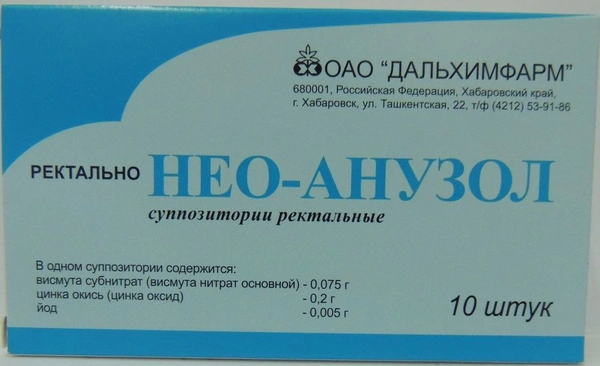 ОАО "ДАЛЬХИМФАРМ"
680001, Российская Федерация, Хабаровский край,
г. Хабаровск, ул. Ташкентская, 22, т/ф (4212) 53-91-86
РЕКТАЛЬНО НЕО-АНУЗОЛ
суппозитории ректальные
В одном суппозитории содержится:
висмута субнитрат (висмута нитрат основной) - 0,075 г
цинка окись (цинка оксид) - 0,2 г
йод - 0,005 г
10 штук